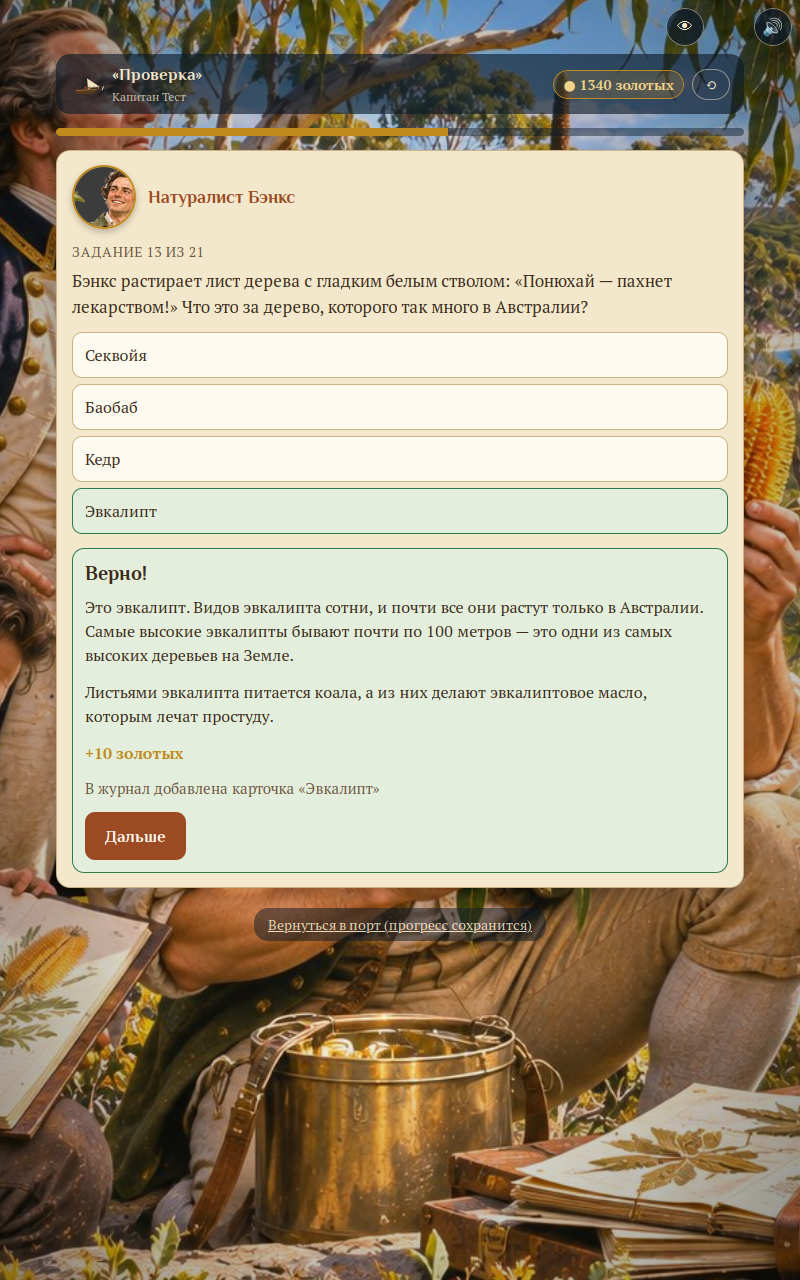 «Проверка»
Капитан Тест
1340 золотых
Натуралист Бэнкс
ЗАДАНИЕ 13 ИЗ 21
Бэнкс растирает лист дерева с гладким белым стволом: «Понюхай — пахнет
лекарством!» Что это за дерево, которого так много в Австралии?
Секвойя
Баобаб
Кедр
Эвкалипт
Верно!
Это эвкалипт. Видов эвкалипта сотни, и почти все они растут только в Австралии.
Самые высокие эвкалипты бывают почти по 100 метров — это одни из самых
высоких деревьев на Земле.
Листьями эвкалипта питается коала, а из них делают эвкалиптовое масло,
которым лечат простуду.
+10 золотых
В журнал добавлена карточка «Эвкалипт»
Дальше
Вернуться в порт (прогресс сохранится)